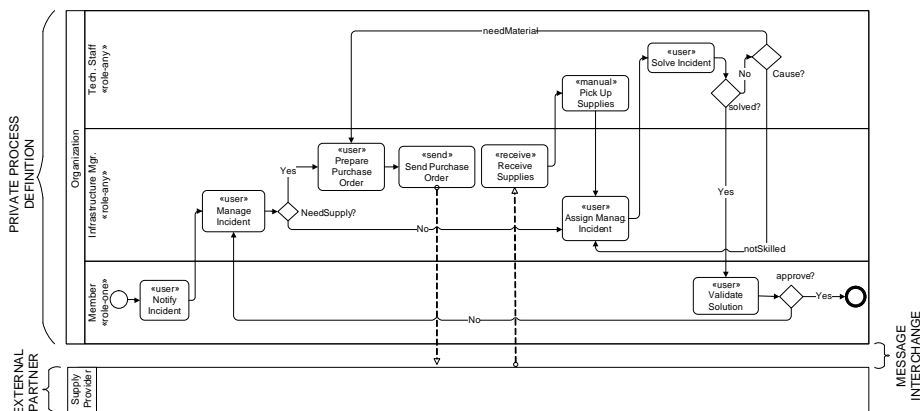 PRIVATE PROCESS
DEFINITION
Organization
Tech. Staff
«role-any»
needMaterial
«user»
Solve Incident
No
Cause?
solved?
«manual»
Pick Up
Supplies
Infrastructure Mgr.
«role-any»
«user»
Prepare
Purchase
Order
«send»
Send Purchase
Order
«receive»
Receive
Supplies
Yes
«user»
Manage
Incident
NeedSupply?
No
«user»
Assign Manag.
Incident
Yes
notSkilled
Member
«role-one»
«user»
Notify
Incident
No
«user»
Validate
Solution
approve?
Yes
EXTERNAL
PARTNER
Supply
Provider
MESSAGE
INTERCHANGE